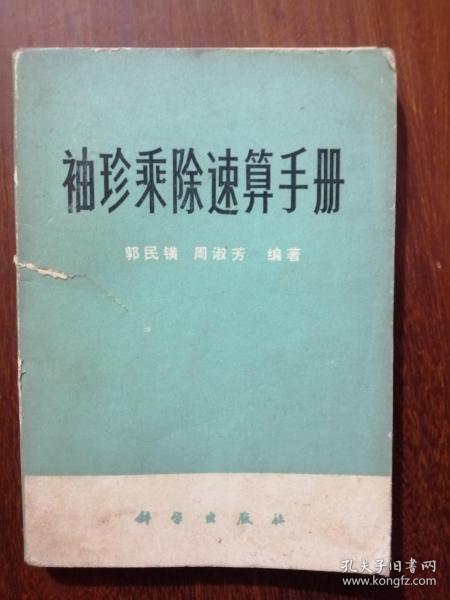 袖珍乘除速算手册
郭民镇 周淑芳 编著
科学出版社
孔夫子旧书网
www.kongfz.com